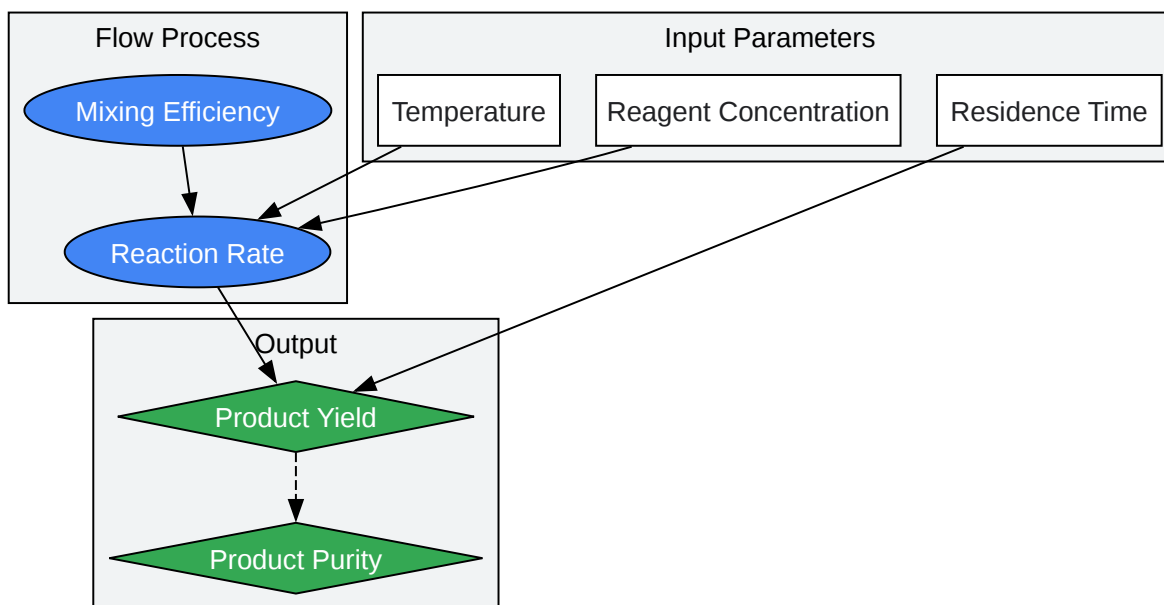 Flow Process
Input Parameters
Mixing Efficiency
Temperature
Reagent Concentration
Residence Time
Reaction Rate
Output
Product Yield
Product Purity